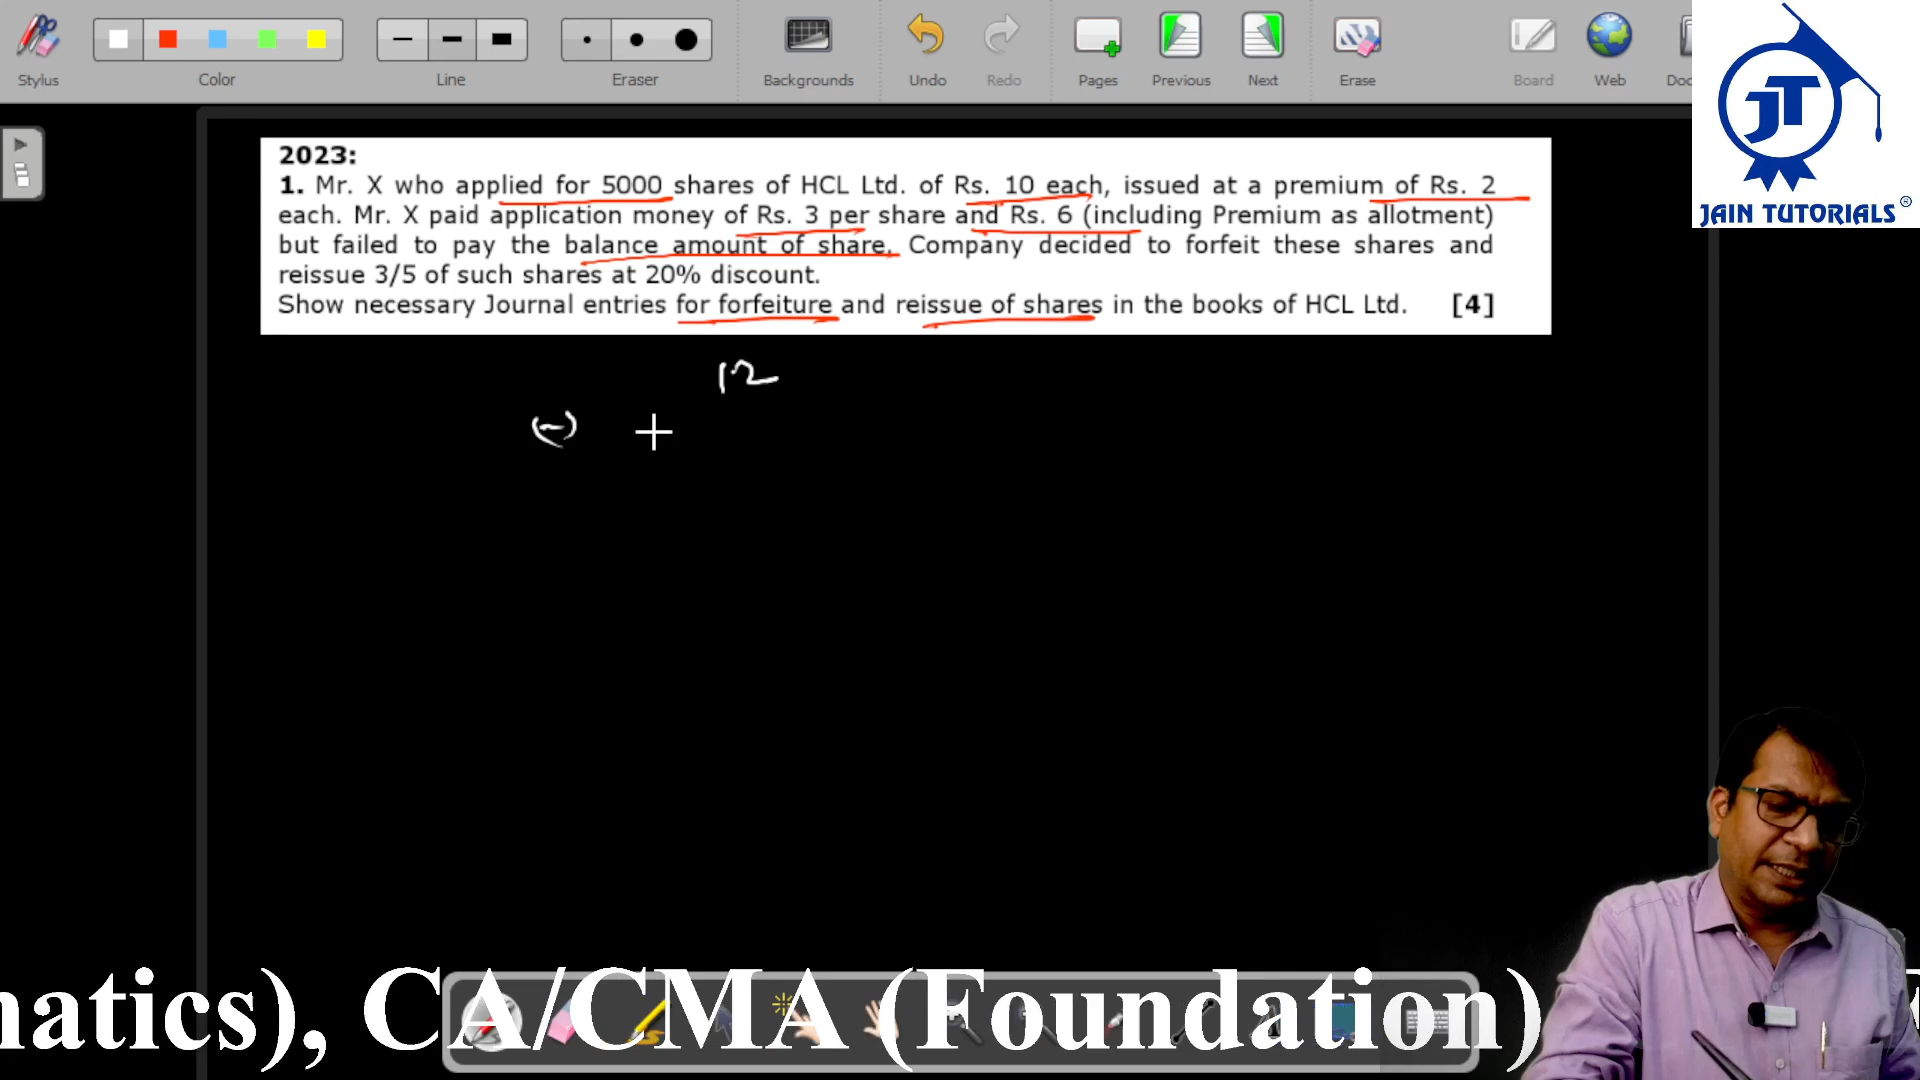 Stylus Color Line Eraser Backgrounds Undo Redo Pages Previous Next Erase Board Web
JT
JAIN TUTORIALS®
2023:
1. Mr. X who applied for 5000 shares of HCL Ltd. of Rs. 10 each, issued at a premium of Rs. 2
each. Mr. X paid application money of Rs. 3 per share and Rs. 6 (including Premium as allotment)
but failed to pay the balance amount of share. Company decided to forfeit these shares and
reissue 3/5 of such shares at 20% discount.
Show necessary Journal entries for forfeiture and reissue of shares in the books of HCL Ltd. [4]
12
(-)
CA/CMA (Foundation)